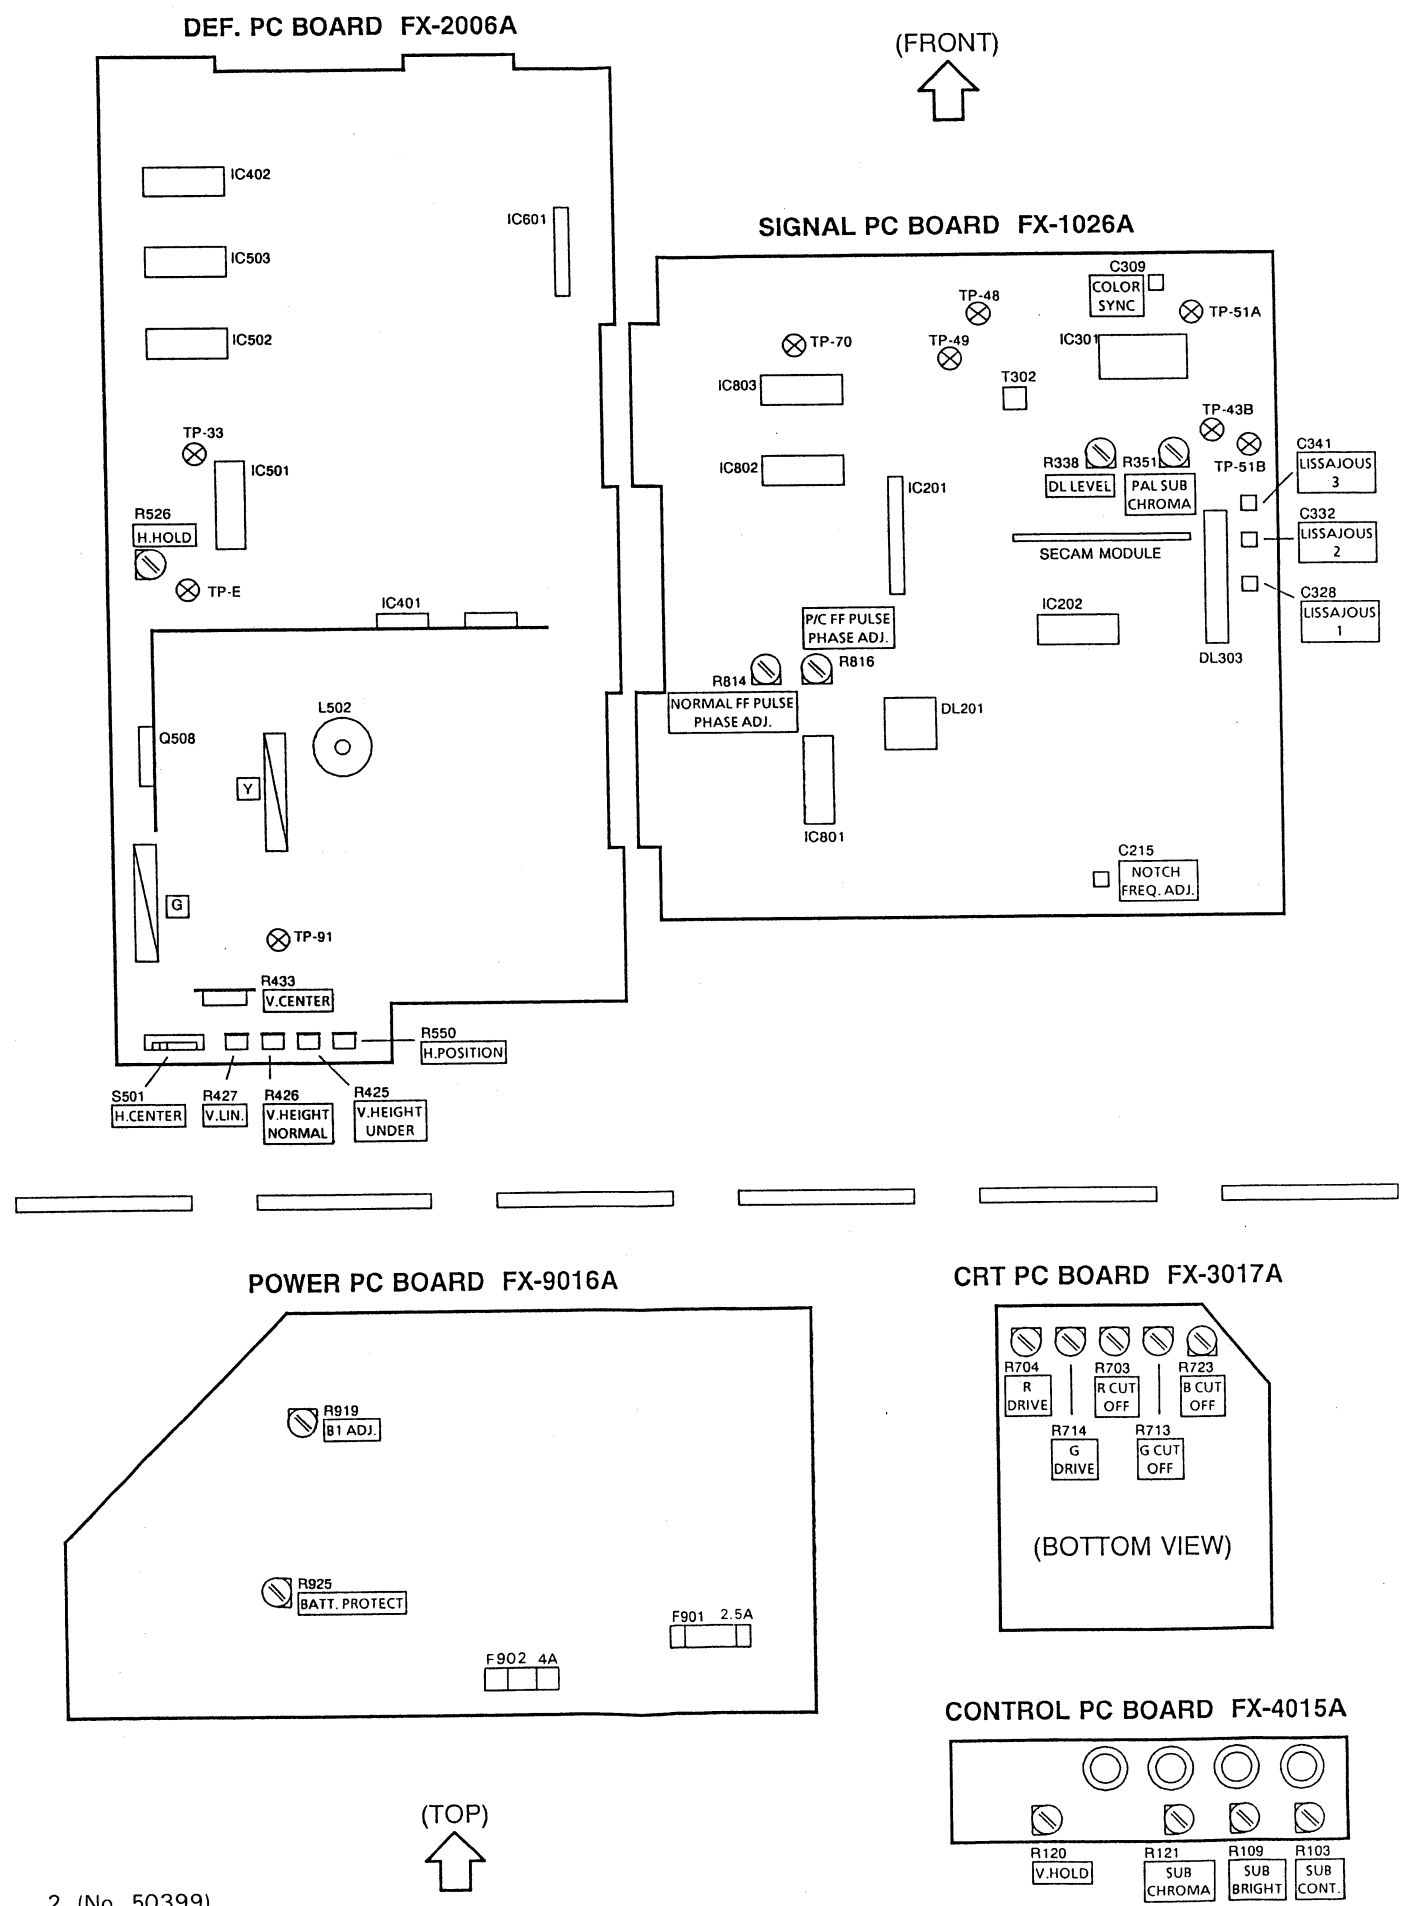 DEF. PC BOARD FX-2006A
(FRONT)
IC402
IC601
IC503
IC502
TP-33
IC501
R526
H.HOLD
TP-E
IC401
L502
Q508
Y
G
TP-91
R433
V.CENTER
R550
H.POSITION
S501
H.CENTER
R427
V.LIN.
R426
V.HEIGHT
NORMAL
R425
V.HEIGHT
UNDER
SIGNAL PC BOARD FX-1026A
C309
COLOR
SYNC
TP-48
TP-51A
TP-70
TP-49
IC301
IC803
T302
TP-43B
TP-51B
C341
LISSAJOUS
3
R338
DL LEVEL
R351
PAL SUB
CHROMA
IC802
IC201
C332
LISSAJOUS
2
SECAM MODULE
C328
LISSAJOUS
1
IC202
P/C FF PULSE
PHASE ADJ.
R816
DL303
R814
NORMAL FF PULSE
PHASE ADJ.
DL201
IC801
C215
NOTCH
FREQ. ADJ.
POWER PC BOARD FX-9016A
R919
B1 ADJ.
R925
BATT. PROTECT
F901 2.5A
F902 4A
(TOP)
CRT PC BOARD FX-3017A
R704
R
DRIVE
R703
R CUT
OFF
R723
B CUT
OFF
R714
G
DRIVE
R713
G CUT
OFF
(BOTTOM VIEW)
CONTROL PC BOARD FX-4015A
R120
V.HOLD
R121
SUB
CHROMA
R109
SUB
BRIGHT
R103
SUB
CONT.
2 (No. 50399)